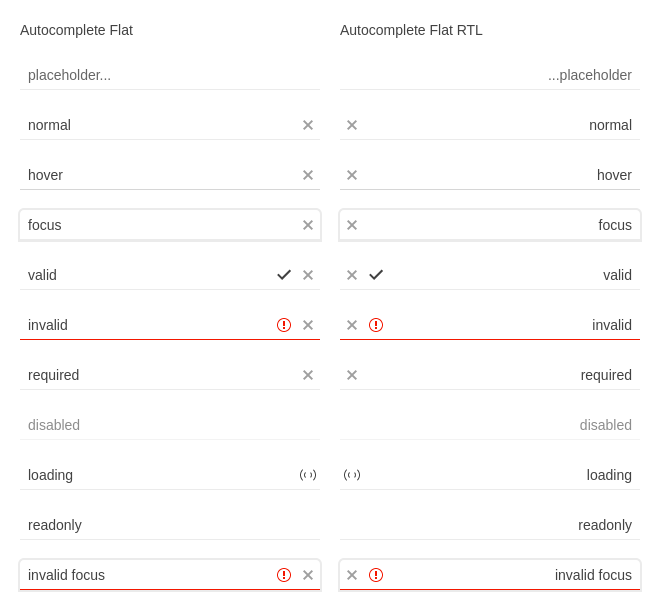 Autocomplete Flat
placeholder...
normal
hover
focus
valid
invalid
required
disabled
loading
readonly
invalid focus
Autocomplete Flat RTL
...placeholder
normal
hover
focus
valid
invalid
required
disabled
loading
readonly
invalid focus